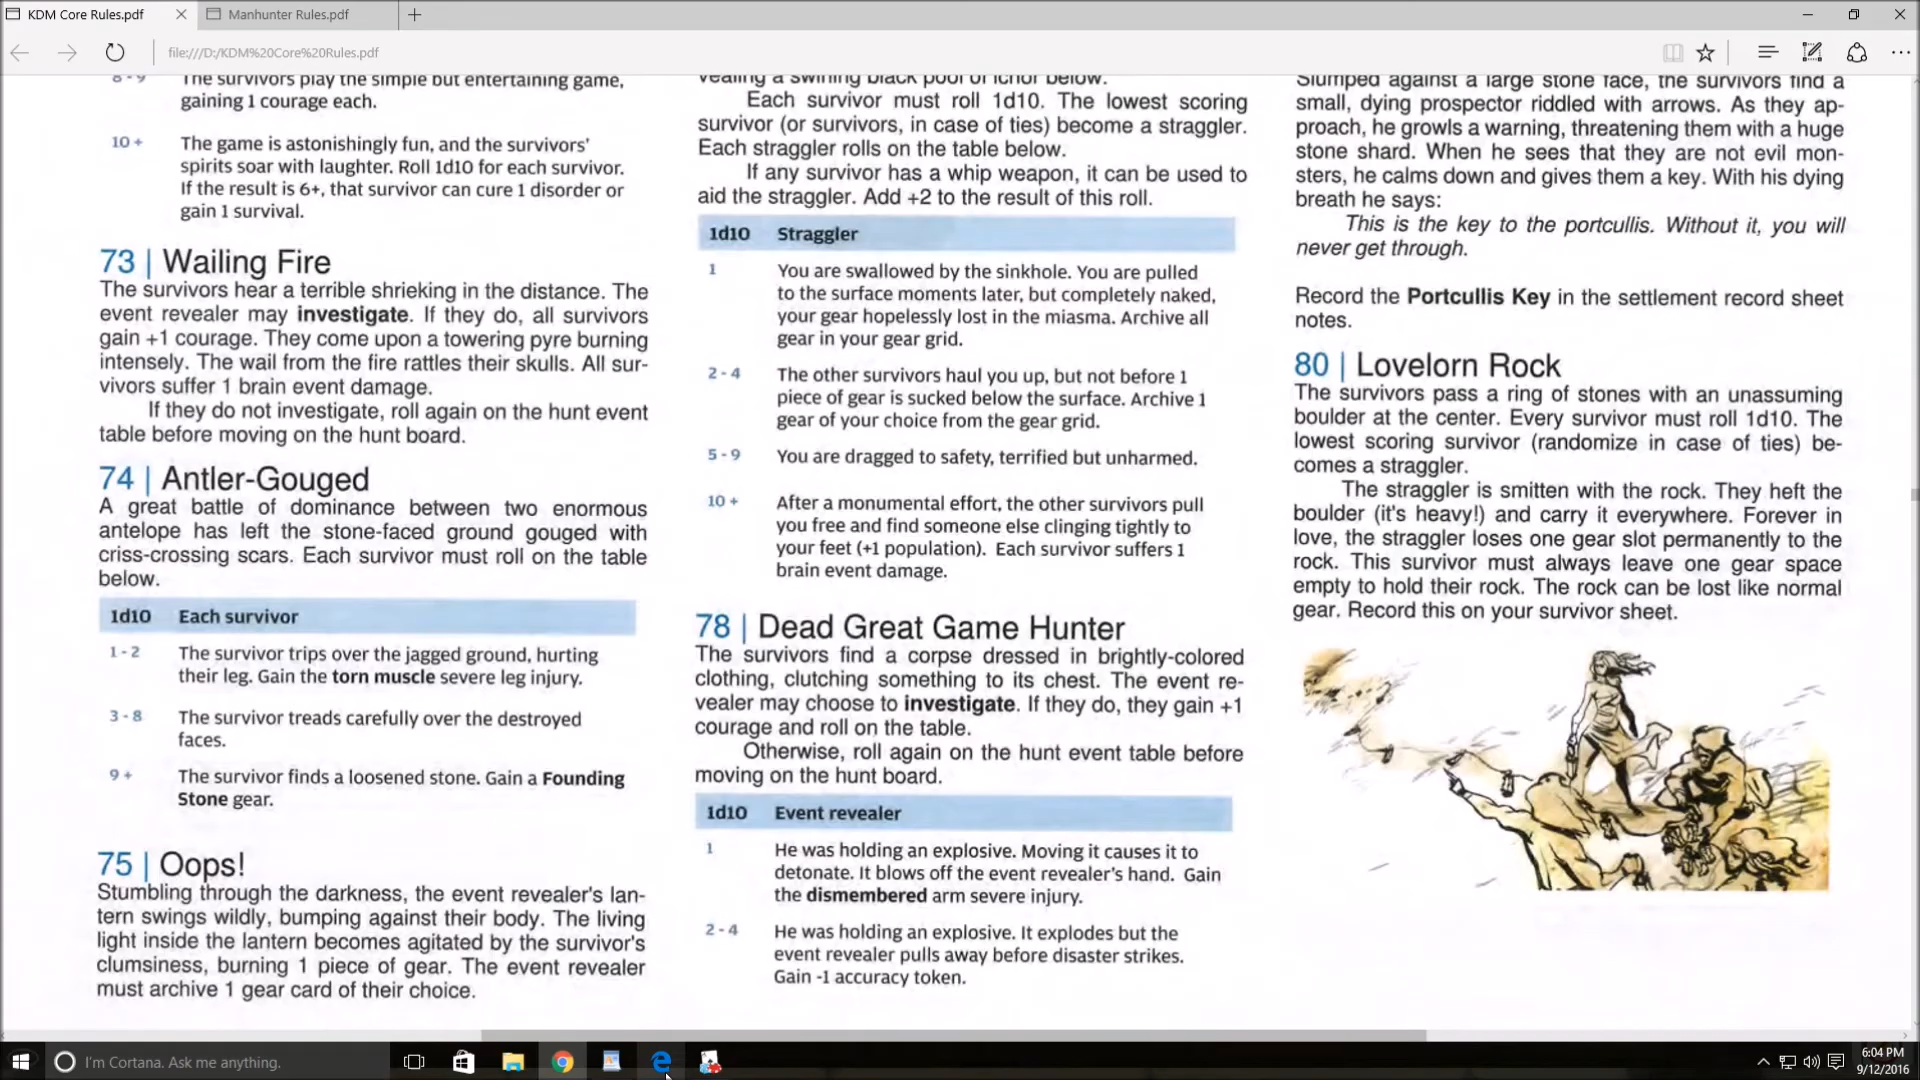 KDM Core Rules.pdf
Manhunter Rules.pdf
file:///D:/KDM%20Core%20Rules.pdf
8 - 9 The survivors play the simple but entertaining game,
gaining 1 courage each.
10 + The game is astonishingly fun, and the survivors'
spirits soar with laughter. Roll 1d10 for each survivor.
If the result is 6+, that survivor can cure 1 disorder or
gain 1 survival.
73 | Wailing Fire
The survivors hear a terrible shrieking in the distance. The
event revealer may investigate. If they do, all survivors
gain +1 courage. They come upon a towering pyre burning
intensely. The wail from the fire rattles their skulls. All sur-
vivors suffer 1 brain event damage.
If they do not investigate, roll again on the hunt event
table before moving on the hunt board.
74 | Antler-Gouged
A great battle of dominance between two enormous
antelope has left the stone-faced ground gouged with
criss-crossing scars. Each survivor must roll on the table
below.
1d10 Each survivor
1 - 2 The survivor trips over the jagged ground, hurting
their leg. Gain the torn muscle severe leg injury.
3 - 8 The survivor treads carefully over the destroyed
faces.
9 + The survivor finds a loosened stone. Gain a Founding
Stone gear.
75 | Oops!
Stumbling through the darkness, the event revealer's lan-
tern swings wildly, bumping against their body. The living
light inside the lantern becomes agitated by the survivor's
clumsiness, burning 1 piece of gear. The event revealer
must archive 1 gear card of their choice.
vealing a swirling black pool of ichor below.
Each survivor must roll 1d10. The lowest scoring
survivor (or survivors, in case of ties) become a straggler.
Each straggler rolls on the table below.
If any survivor has a whip weapon, it can be used to
aid the straggler. Add +2 to the result of this roll.
1d10 Straggler
1 You are swallowed by the sinkhole. You are pulled
to the surface moments later, but completely naked,
your gear hopelessly lost in the miasma. Archive all
gear in your gear grid.
2 - 4 The other survivors haul you up, but not before 1
piece of gear is sucked below the surface. Archive 1
gear of your choice from the gear grid.
5 - 9 You are dragged to safety, terrified but unharmed.
10 + After a monumental effort, the other survivors pull
you free and find someone else clinging tightly to
your feet (+1 population). Each survivor suffers 1
brain event damage.
78 | Dead Great Game Hunter
The survivors find a corpse dressed in brightly-colored
clothing, clutching something to its chest. The event re-
vealer may choose to investigate. If they do, they gain +1
courage and roll on the table.
Otherwise, roll again on the hunt event table before
moving on the hunt board.
1d10 Event revealer
1 He was holding an explosive. Moving it causes it to
detonate. It blows off the event revealer's hand. Gain
the dismembered arm severe injury.
2 - 4 He was holding an explosive. It explodes but the
event revealer pulls away before disaster strikes.
Gain -1 accuracy token.
Slumped against a large stone face, the survivors find a
small, dying prospector riddled with arrows. As they ap-
proach, he growls a warning, threatening them with a huge
stone shard. When he sees that they are not evil mon-
sters, he calms down and gives them a key. With his dying
breath he says:
This is the key to the portcullis. Without it, you will
never get through.
Record the Portcullis Key in the settlement record sheet
notes.
80 | Lovelorn Rock
The survivors pass a ring of stones with an unassuming
boulder at the center. Every survivor must roll 1d10. The
lowest scoring survivor (randomize in case of ties) be-
comes a straggler.
The straggler is smitten with the rock. They heft the
boulder (it's heavy!) and carry it everywhere. Forever in
love, the straggler loses one gear slot permanently to the
rock. This survivor must always leave one gear space
empty to hold their rock. The rock can be lost like normal
gear. Record this on your survivor sheet.
I'm Cortana. Ask me anything.
6:04 PM
9/12/2016